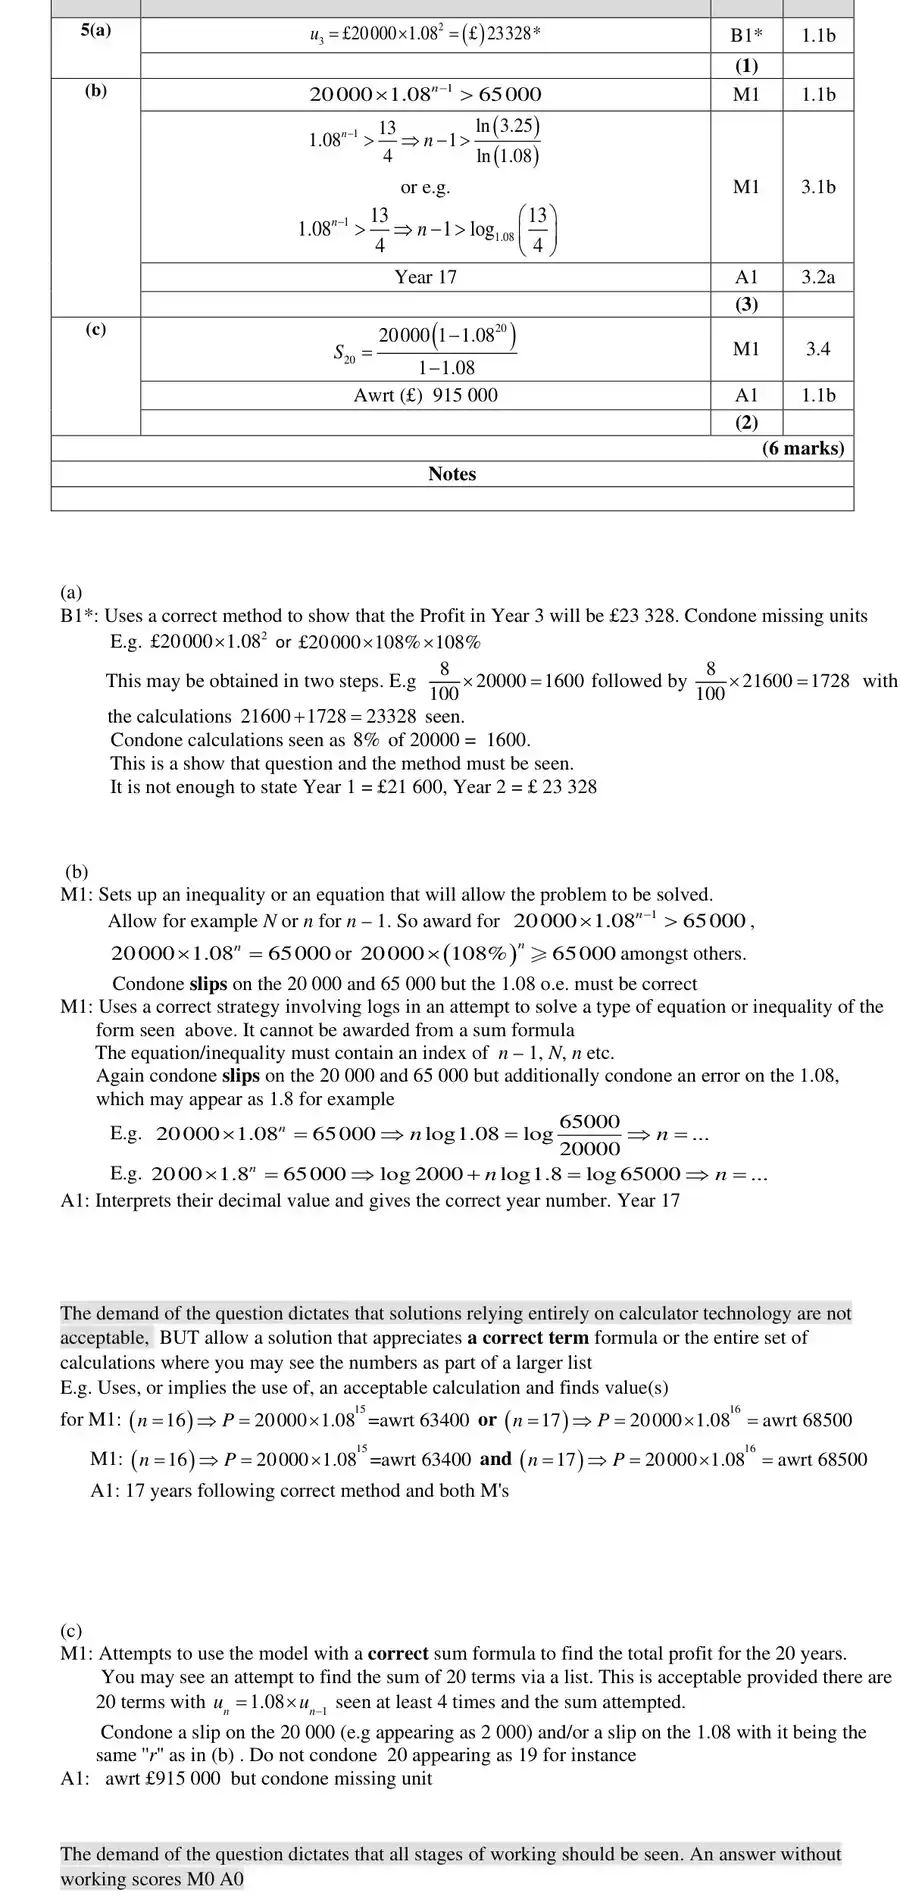 5(a) u₃ = £20000×1.08² = (£)23328* B1* 1.1b
(1)
(b) 20000×1.08ⁿ⁻¹ > 65000 M1 1.1b
1.08ⁿ⁻¹ > 13/4 ⇒ n−1 > ln(3.25)/ln(1.08)
or e.g. M1 3.1b
1.08ⁿ⁻¹ > 13/4 ⇒ n−1 > log₁.₀₈(13/4)
Year 17 A1 3.2a
(3)
(c) S₂₀ = 20000(1−1.08²⁰)/(1−1.08) M1 3.4
Awrt (£) 915 000 A1 1.1b
(2)
(6 marks)
Notes
(a)
B1*: Uses a correct method to show that the Profit in Year 3 will be £23 328. Condone missing units
E.g. £20000×1.08² or £20000×108%×108%
This may be obtained in two steps. E.g 8/100 ×20000 = 1600 followed by 8/100 ×21600 = 1728 with
the calculations 21600+1728 = 23328 seen.
Condone calculations seen as 8% of 20000 = 1600.
This is a show that question and the method must be seen.
It is not enough to state Year 1 = £21 600, Year 2 = £ 23 328
(b)
M1: Sets up an inequality or an equation that will allow the problem to be solved.
Allow for example N or n for n – 1. So award for 20000×1.08ⁿ⁻¹ > 65000 ,
20000×1.08ⁿ = 65000 or 20000×(108%)ⁿ ⩾ 65000 amongst others.
Condone slips on the 20 000 and 65 000 but the 1.08 o.e. must be correct
M1: Uses a correct strategy involving logs in an attempt to solve a type of equation or inequality of the
form seen above. It cannot be awarded from a sum formula
The equation/inequality must contain an index of n – 1, N, n etc.
Again condone slips on the 20 000 and 65 000 but additionally condone an error on the 1.08,
which may appear as 1.8 for example
E.g. 20000×1.08ⁿ = 65000 ⇒ n log1.08 = log 65000/20000 ⇒ n = ...
E.g. 2000×1.8ⁿ = 65000 ⇒ log 2000 + n log1.8 = log 65000 ⇒ n = ...
A1: Interprets their decimal value and gives the correct year number. Year 17
The demand of the question dictates that solutions relying entirely on calculator technology are not
acceptable, BUT allow a solution that appreciates a correct term formula or the entire set of
calculations where you may see the numbers as part of a larger list
E.g. Uses, or implies the use of, an acceptable calculation and finds value(s)
for M1: (n=16) ⇒ P = 20000×1.08¹⁵ =awrt 63400 or (n=17) ⇒ P = 20000×1.08¹⁶ = awrt 68500
M1: (n=16) ⇒ P = 20000×1.08¹⁵ =awrt 63400 and (n=17) ⇒ P = 20000×1.08¹⁶ = awrt 68500
A1: 17 years following correct method and both M's
(c)
M1: Attempts to use the model with a correct sum formula to find the total profit for the 20 years.
You may see an attempt to find the sum of 20 terms via a list. This is acceptable provided there are
20 terms with uₙ = 1.08×uₙ₋₁ seen at least 4 times and the sum attempted.
Condone a slip on the 20 000 (e.g appearing as 2 000) and/or a slip on the 1.08 with it being the
same "r" as in (b) . Do not condone 20 appearing as 19 for instance
A1: awrt £915 000 but condone missing unit
The demand of the question dictates that all stages of working should be seen. An answer without
working scores M0 A0